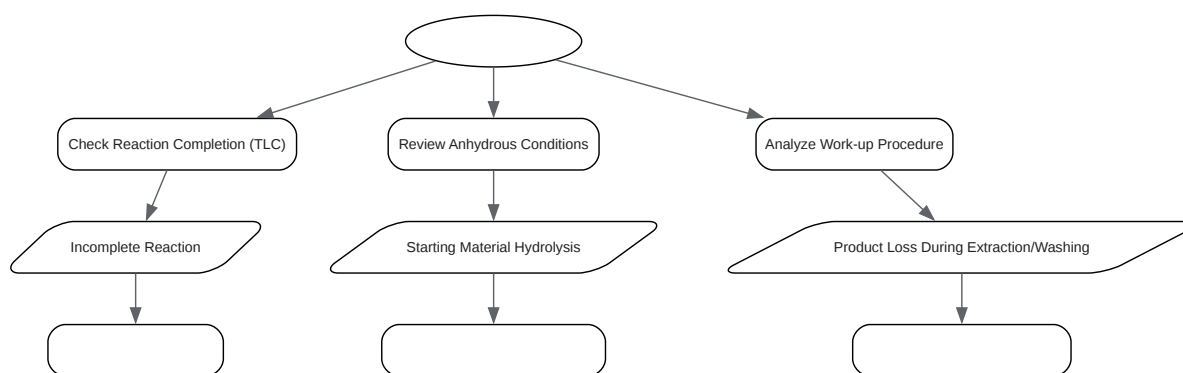 Check Reaction Completion (TLC)
Review Anhydrous Conditions
Analyze Work-up Procedure
Incomplete Reaction
Starting Material Hydrolysis
Product Loss During Extraction/Washing